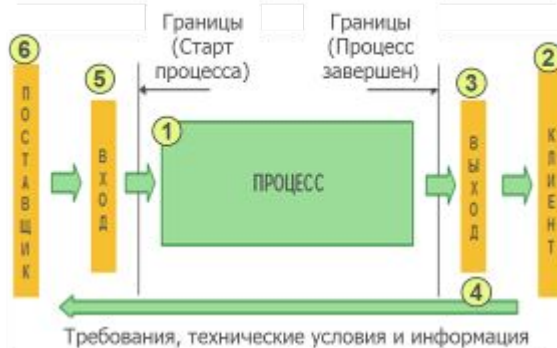 Границы
(Старт
процесса)
Границы
(Процесс
завершен)
6
5
1
3
2
ПОСТАВЩИК
ВХОД
ПРОЦЕСС
ВЫХОД
КЛИЕНТ
4
Требования, технические условия и информация